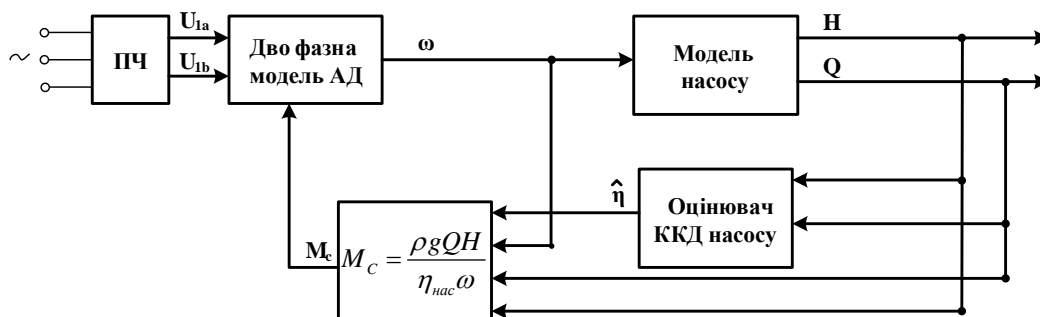 ~
ПЧ
U1a
U1b
Дво фазна
модель АД
ω
Модель
насосу
H
Q
η̂
Оцінювач
ККД насосу
Mc
M_C = ρgQH / η_нас ω